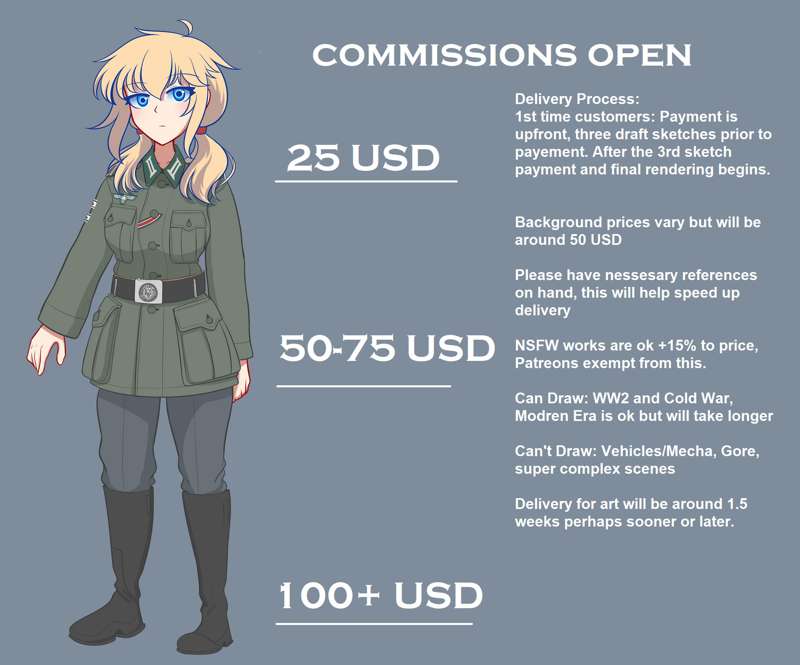 COMMISSIONS OPEN
25 USD
50-75 USD
100+ USD
Delivery Process:
1st time customers: Payment is
upfront, three draft sketches prior to
payement. After the 3rd sketch
payment and final rendering begins.
Background prices vary but will be
around 50 USD
Please have nessesary references
on hand, this will help speed up
delivery
NSFW works are ok +15% to price,
Patreons exempt from this.
Can Draw: WW2 and Cold War,
Modren Era is ok but will take longer
Can't Draw: Vehicles/Mecha, Gore,
super complex scenes
Delivery for art will be around 1.5
weeks perhaps sooner or later.